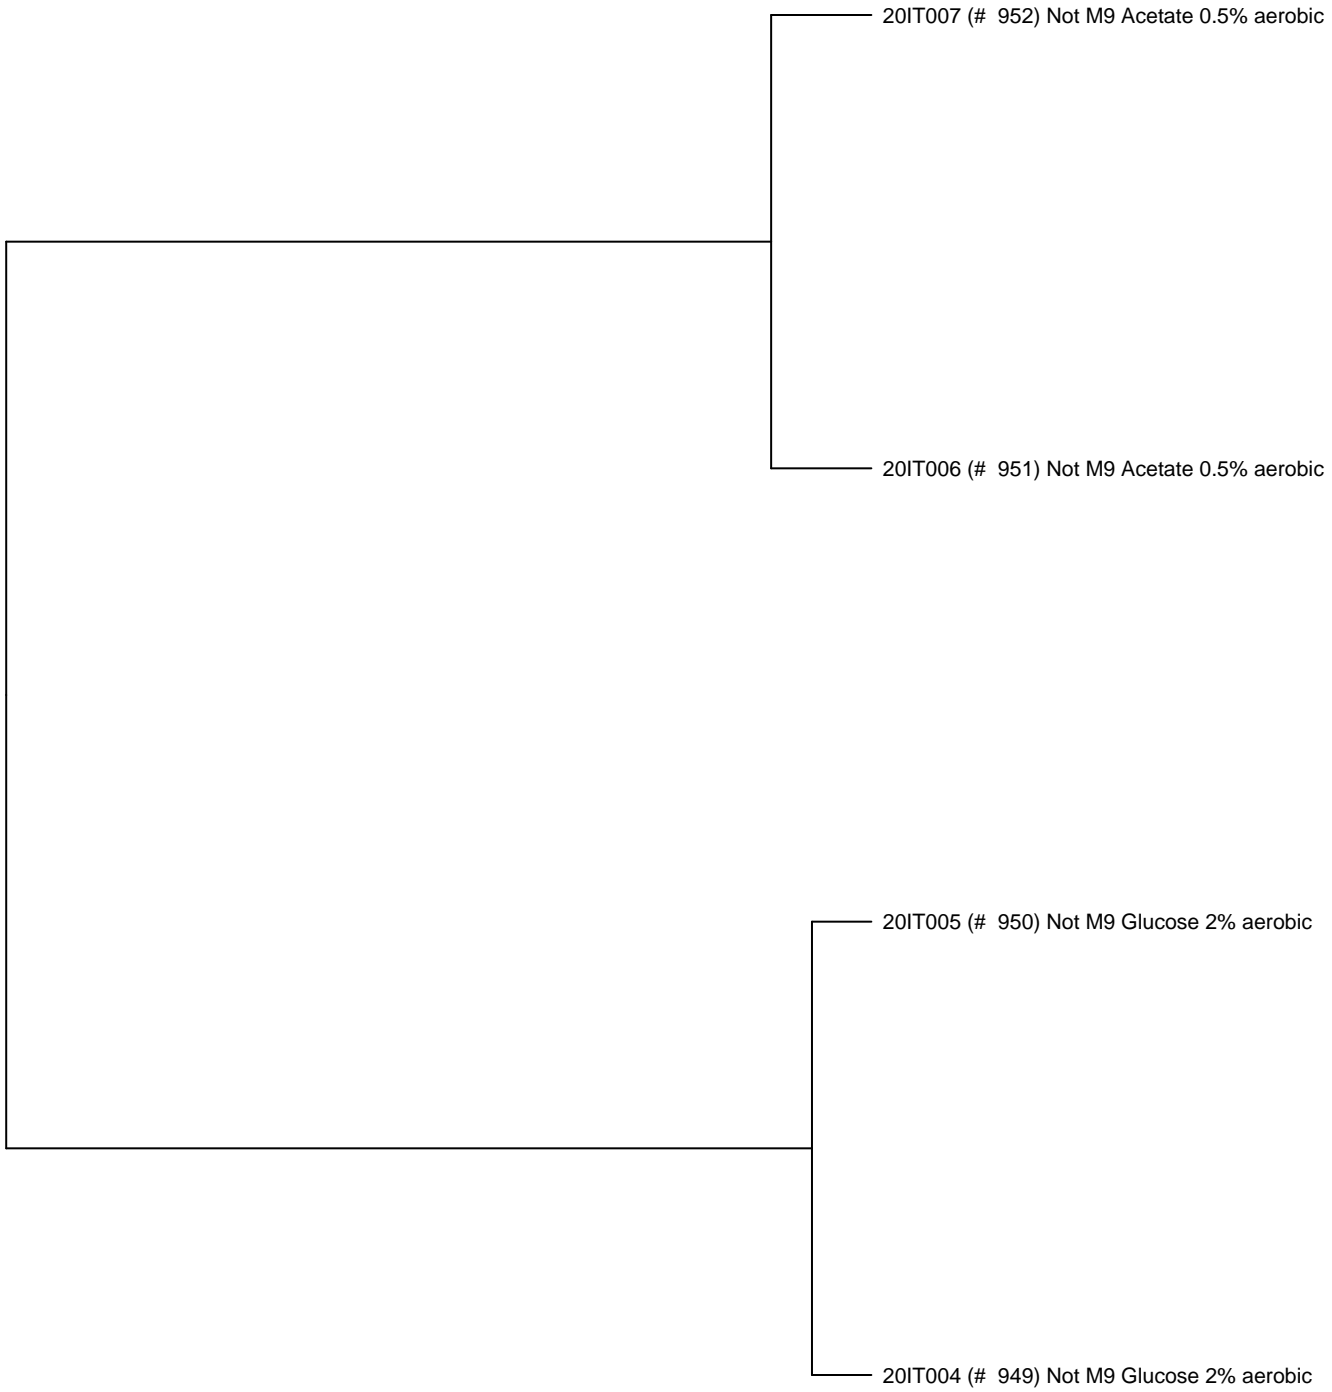 20IT007 (#  952) Not M9 Acetate 0.5% aerobic
20IT006 (#  951) Not M9 Acetate 0.5% aerobic
20IT005 (#  950) Not M9 Glucose 2% aerobic
20IT004 (#  949) Not M9 Glucose 2% aerobic